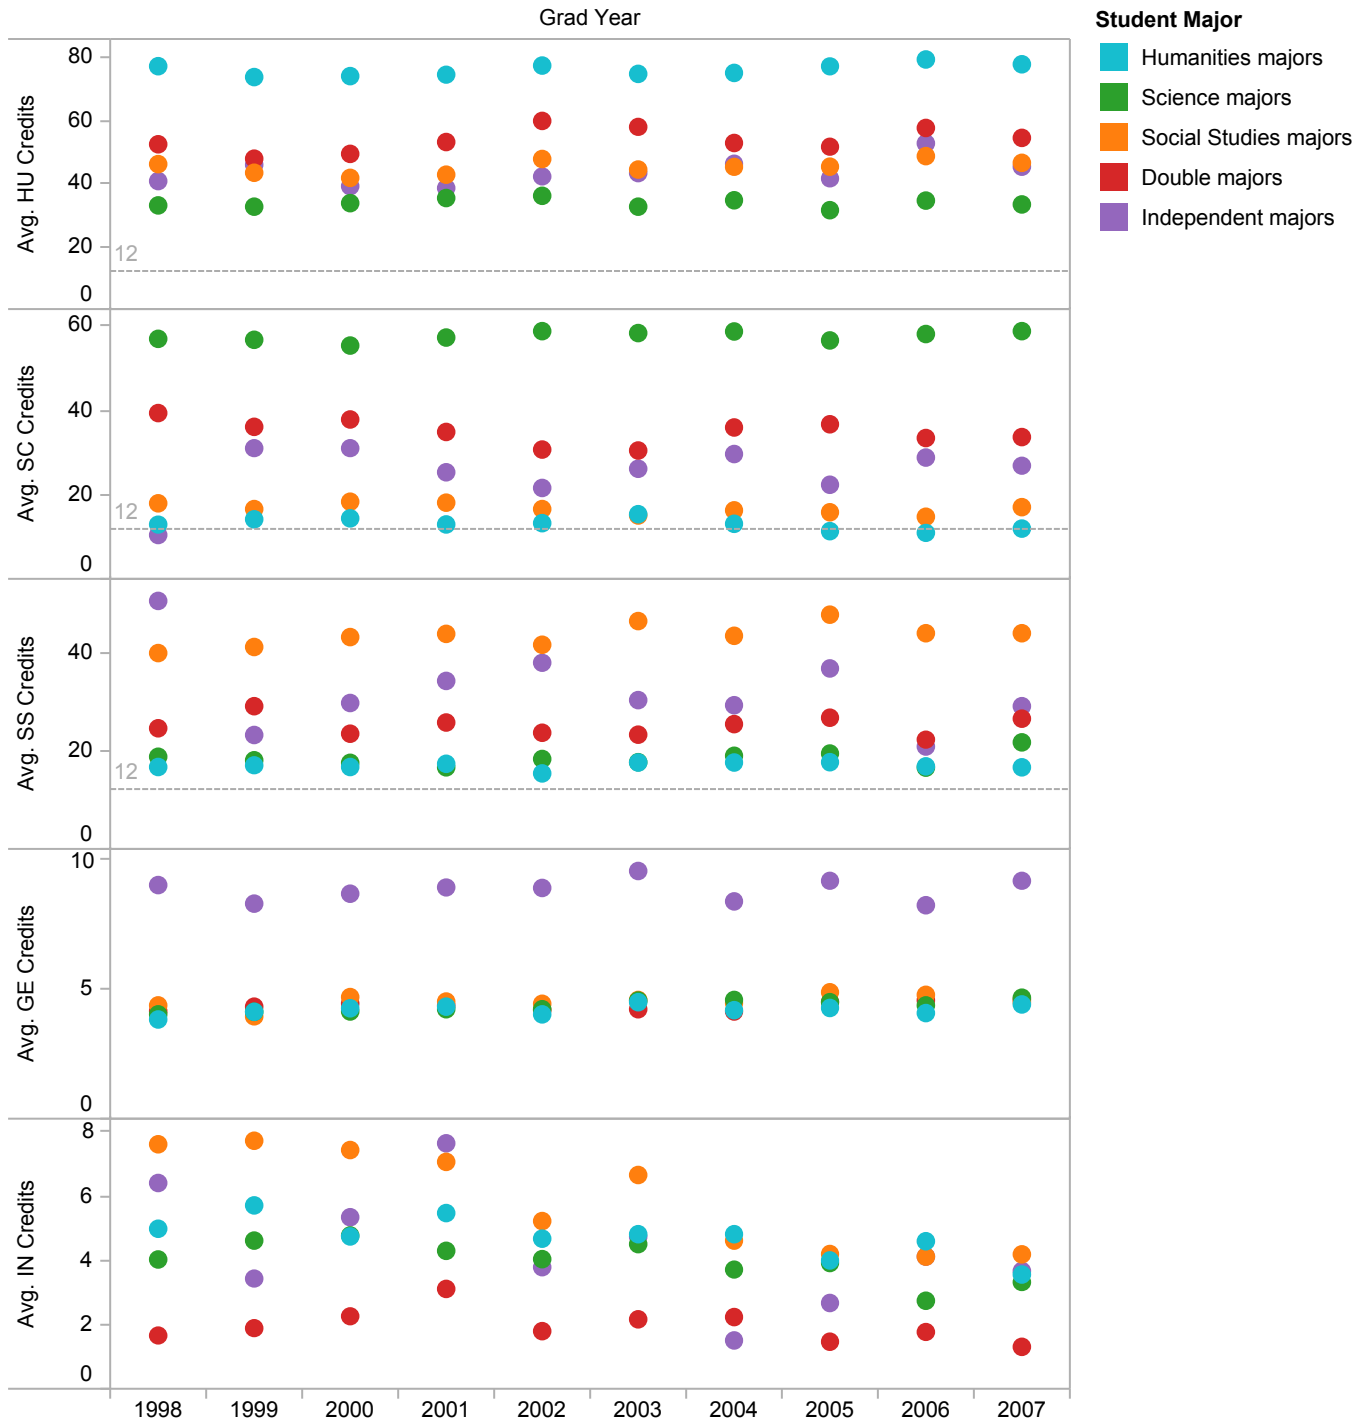 Grad Year
Student Major
Humanities majors
Science majors
Social Studies majors
Double majors
Independent majors
Avg. HU Credits
80
60
40
20
0
12
Avg. SC Credits
60
40
20
0
12
Avg. SS Credits
40
20
0
12
Avg. GE Credits
10
5
0
Avg. IN Credits
8
6
4
2
0
1998 1999 2000 2001 2002 2003 2004 2005 2006 2007